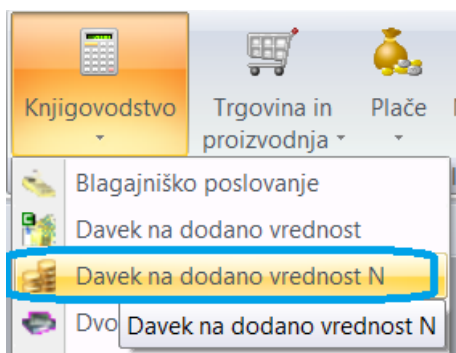 Knjigovodstvo
Trgovina in
proizvodnja
Plače
Blagajniško poslovanje
Davek na dodano vrednost
Davek na dodano vrednost N
Dvo
Davek na dodano vrednost N